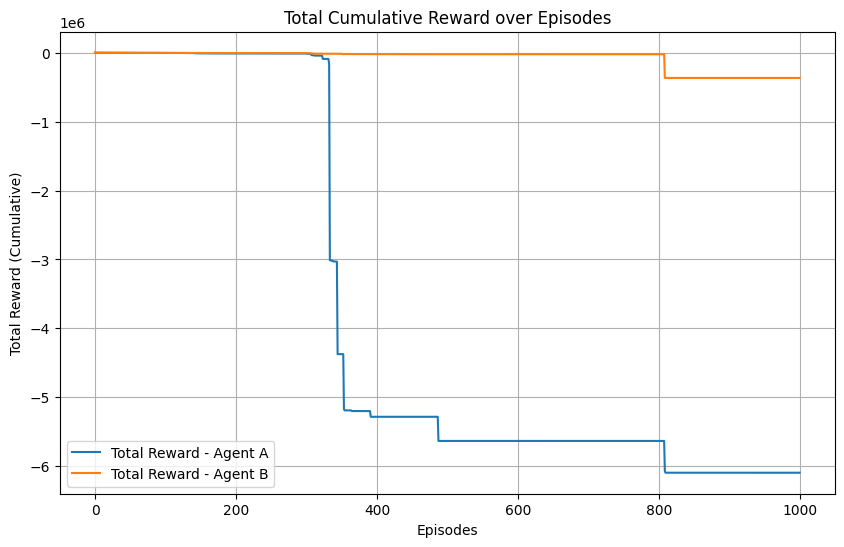 Total Cumulative Reward over Episodes
1e6
0
−1
−2
−3
−4
−5
−6
Total Reward (Cumulative)
Total Reward - Agent A
Total Reward - Agent B
0 200 400 600 800 1000
Episodes